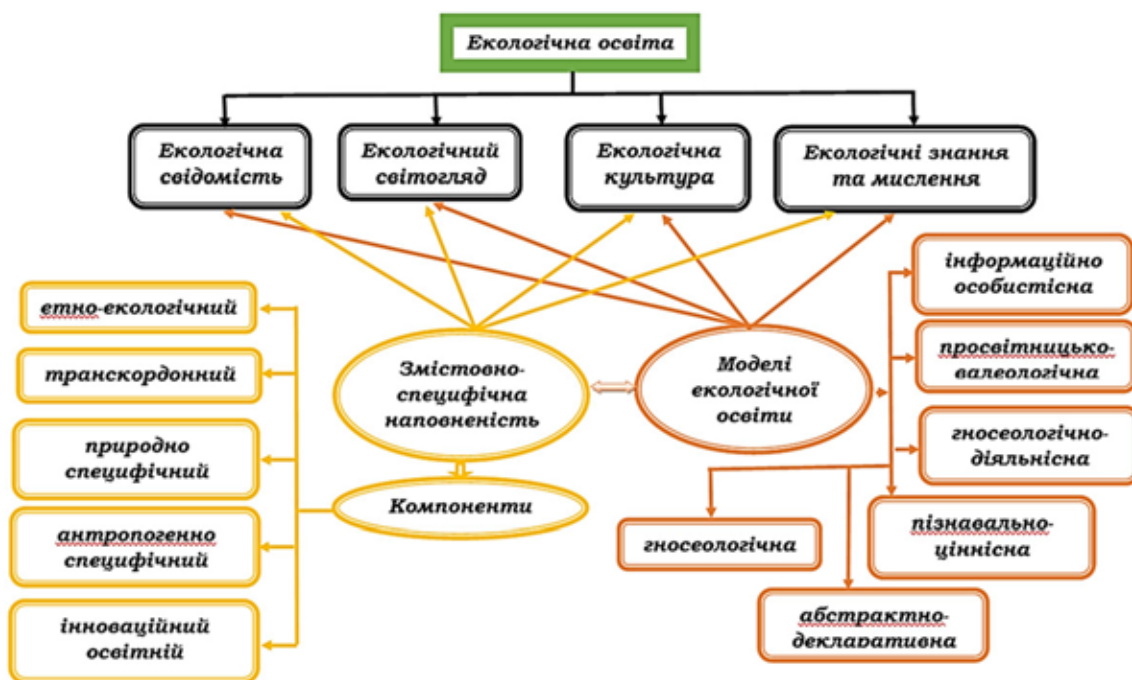 Екологічна освіта
Екологічна
свідомість
Екологічний
світогляд
Екологічна
культура
Екологічні знання
та мислення
етно-екологічний
транскордонний
природно
специфічний
антропогенно
специфічний
інноваційний
освітній
Змістовно-
специфічна
наповненість
Компоненти
Моделі
екологічної
освіти
інформаційно
особистісна
просвітницько-
валеологічна
гносеологічно-
діяльнісна
пізнавально-
ціннісна
гносеологічна
абстрактно-
декларативна